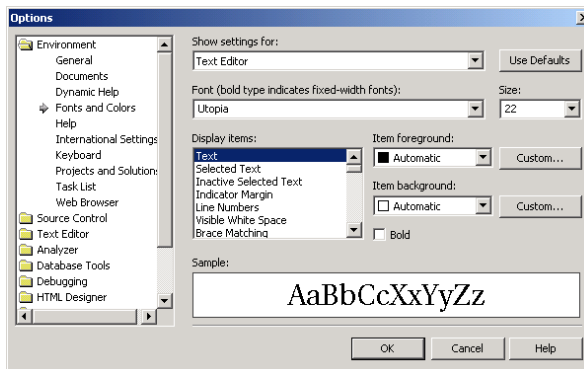 Options
Environment
General
Documents
Dynamic Help
Fonts and Colors
Help
International Settings
Keyboard
Projects and Solution
Task List
Web Browser
Source Control
Text Editor
Analyzer
Database Tools
Debugging
HTML Designer
Show settings for:
Text Editor
Use Defaults
Font (bold type indicates fixed-width fonts):
Size:
Utopia
22
Display items:
Text
Selected Text
Inactive Selected Text
Indicator Margin
Line Numbers
Visible White Space
Brace Matching
Item foreground:
Automatic
Custom...
Item background:
Automatic
Custom...
Bold
Sample:
AaBbCcXxYyZz
OK
Cancel
Help